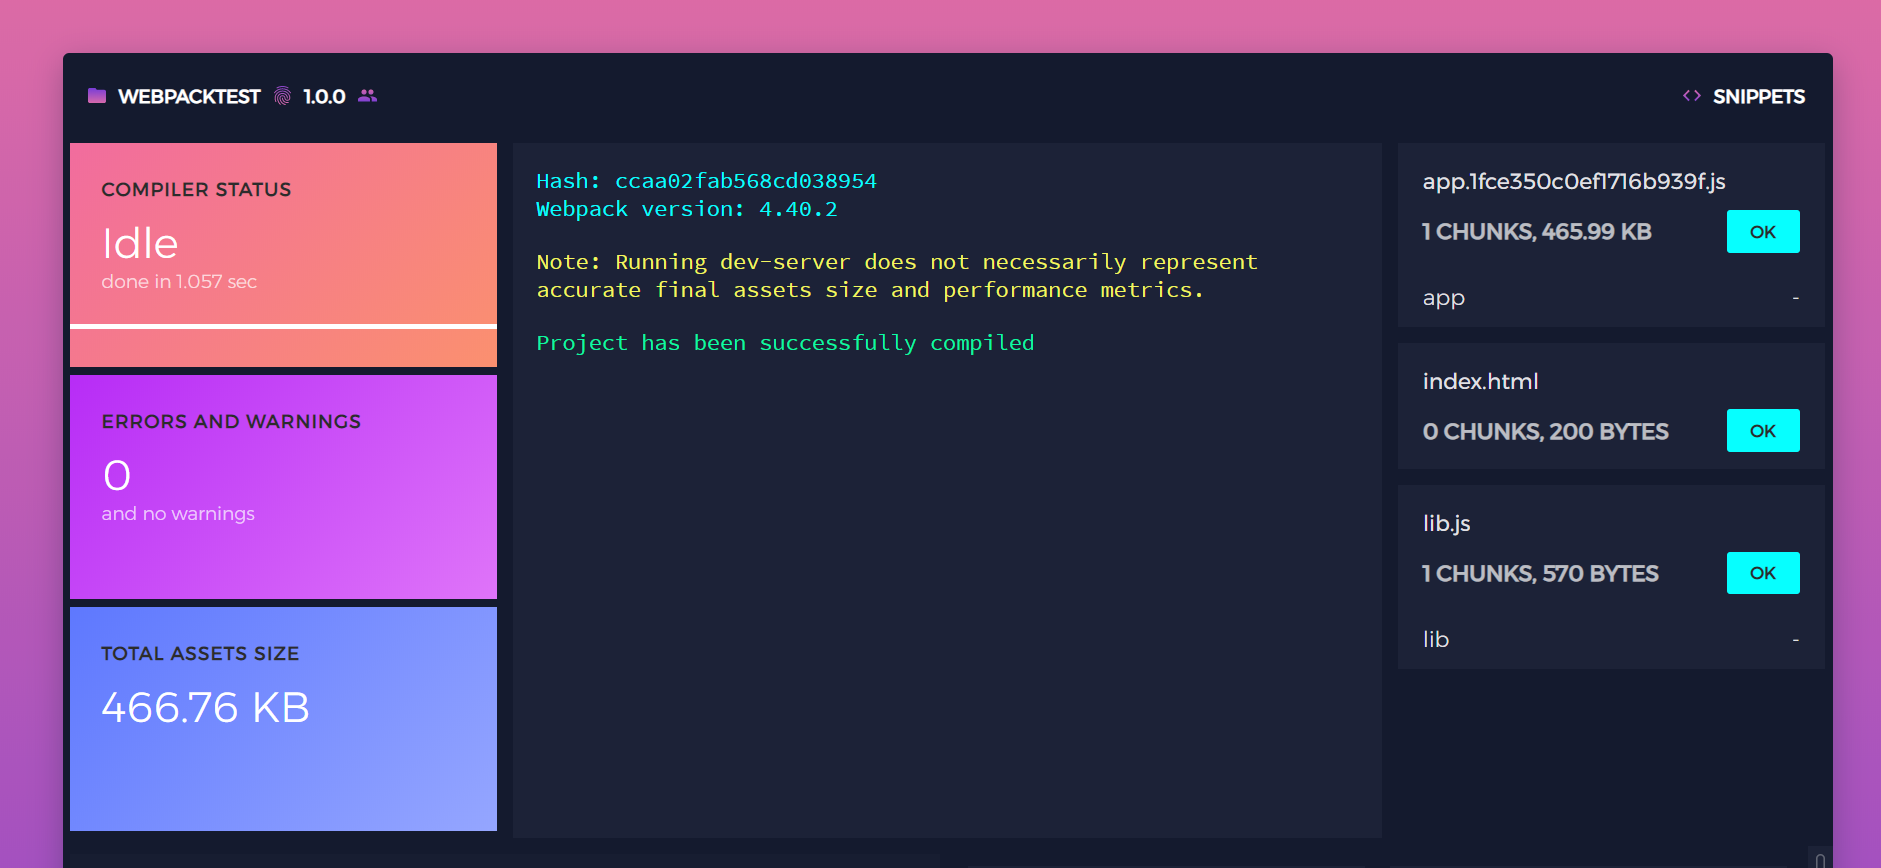 WEBPACKTEST 1.0.0
SNIPPETS
COMPILER STATUS
Idle
done in 1.057 sec
ERRORS AND WARNINGS
0
and no warnings
TOTAL ASSETS SIZE
466.76 KB
Hash: ccaa02fab568cd038954
Webpack version: 4.40.2
Note: Running dev-server does not necessarily represent
accurate final assets size and performance metrics.
Project has been successfully compiled
app.1fce350c0ef1716b939f.js
1 CHUNKS, 465.99 KB OK
app -
index.html
0 CHUNKS, 200 BYTES OK
lib.js
1 CHUNKS, 570 BYTES OK
lib -